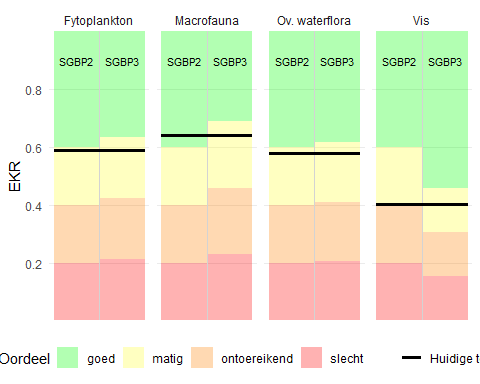 Fytoplankton Macrofauna Ov. waterflora Vis
SGBP2 SGBP3 SGBP2 SGBP3 SGBP2 SGBP3 SGBP2 SGBP3
0.8
0.6
0.4
0.2
EKR
Oordeel goed matig ontoereikend slecht Huidige t